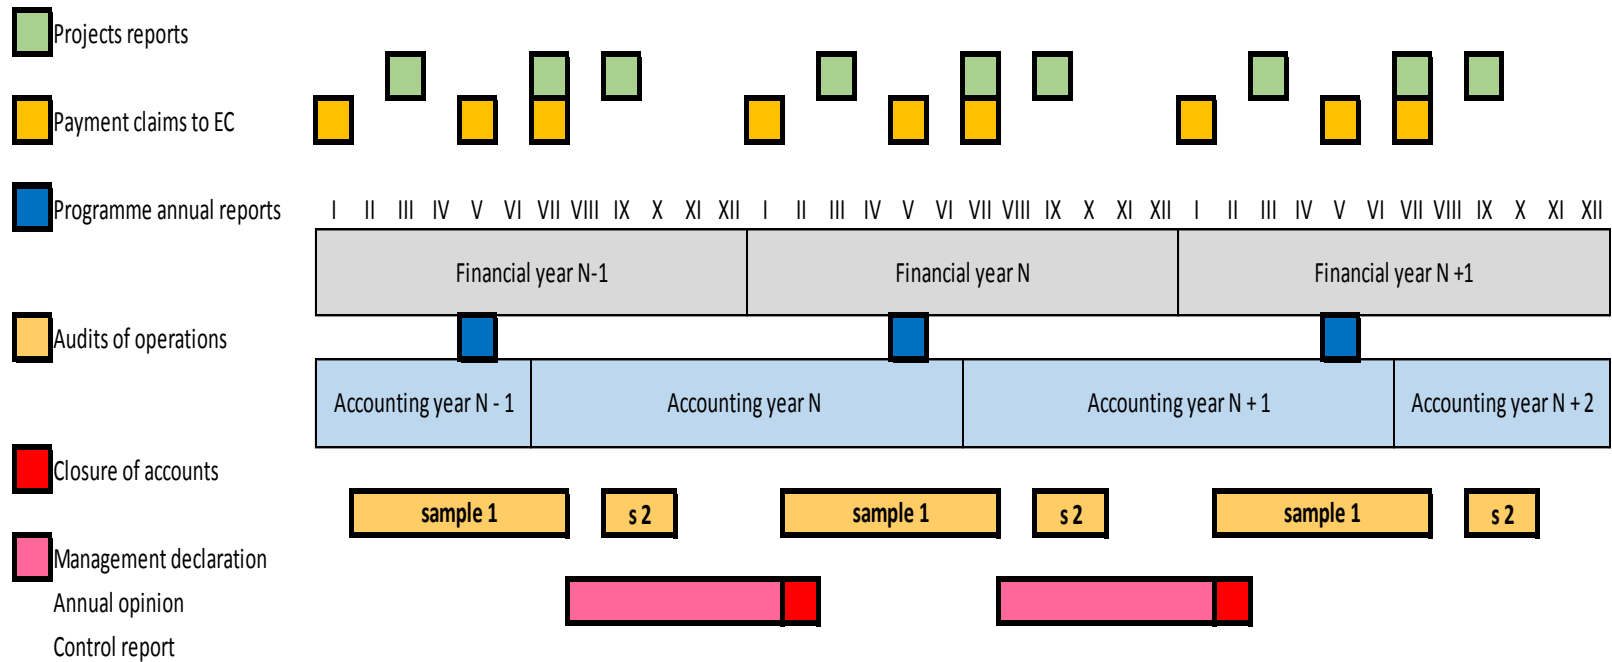 Projects reports
Payment claims to EC
Programme annual reports
I II III IV V VI VII VIII IX X XI XII I II III IV V VI VII VIII IX X XI XII I II III IV V VI VII VIII IX X XI XII
Financial year N-1 Financial year N Financial year N +1
Audits of operations
Accounting year N - 1 Accounting year N Accounting year N + 1 Accounting year N + 2
Closure of accounts
sample 1 s 2 sample 1 s 2 sample 1 s 2
Management declaration
Annual opinion
Control report